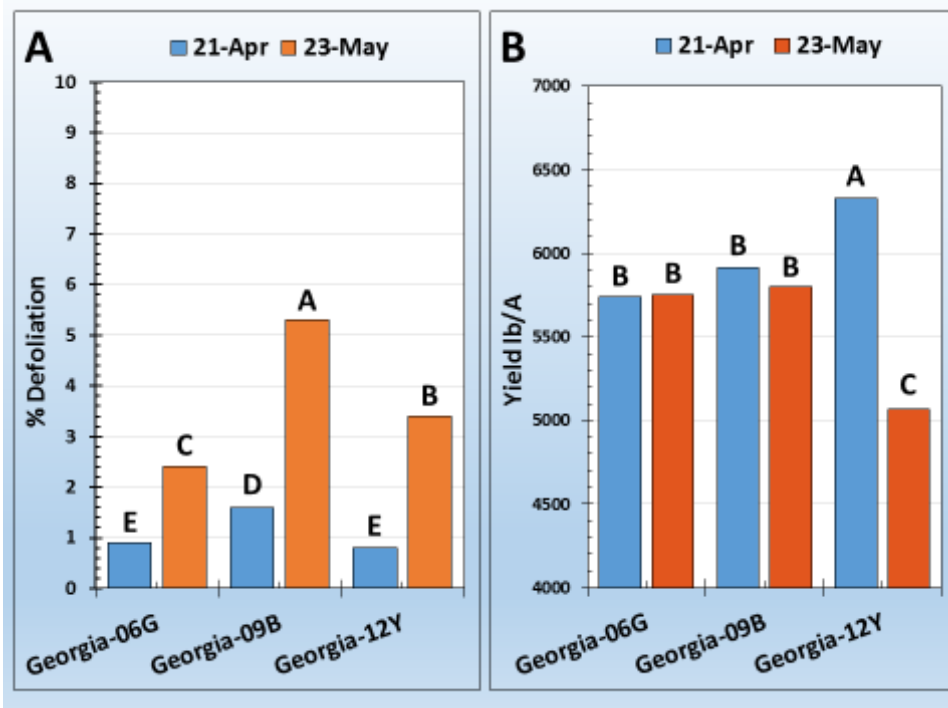 A
21-Apr 23-May
10
9
8
7
6
5
4
3
2
1
0
% Defoliation
E
C
D
A
E
B
Georgia-06G
Georgia-09B
Georgia-12Y
B
21-Apr 23-May
7000
6500
6000
5500
5000
4500
4000
Yield lb/A
B
B
B
B
A
C
Georgia-06G
Georgia-09B
Georgia-12Y